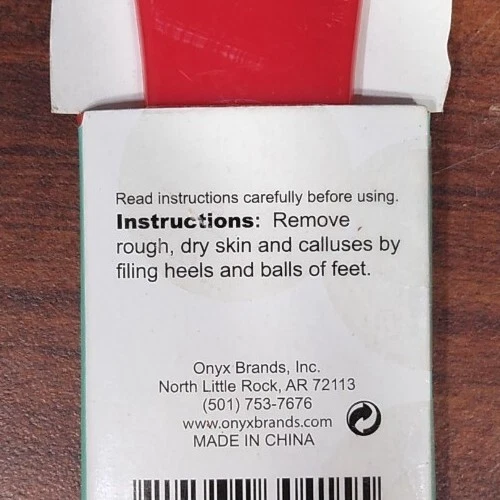 Read instructions carefully before using.
Instructions: Remove
rough, dry skin and calluses by
filing heels and balls of feet.
Onyx Brands, Inc.
North Little Rock, AR 72113
(501) 753-7676
www.onyxbrands.com
MADE IN CHINA